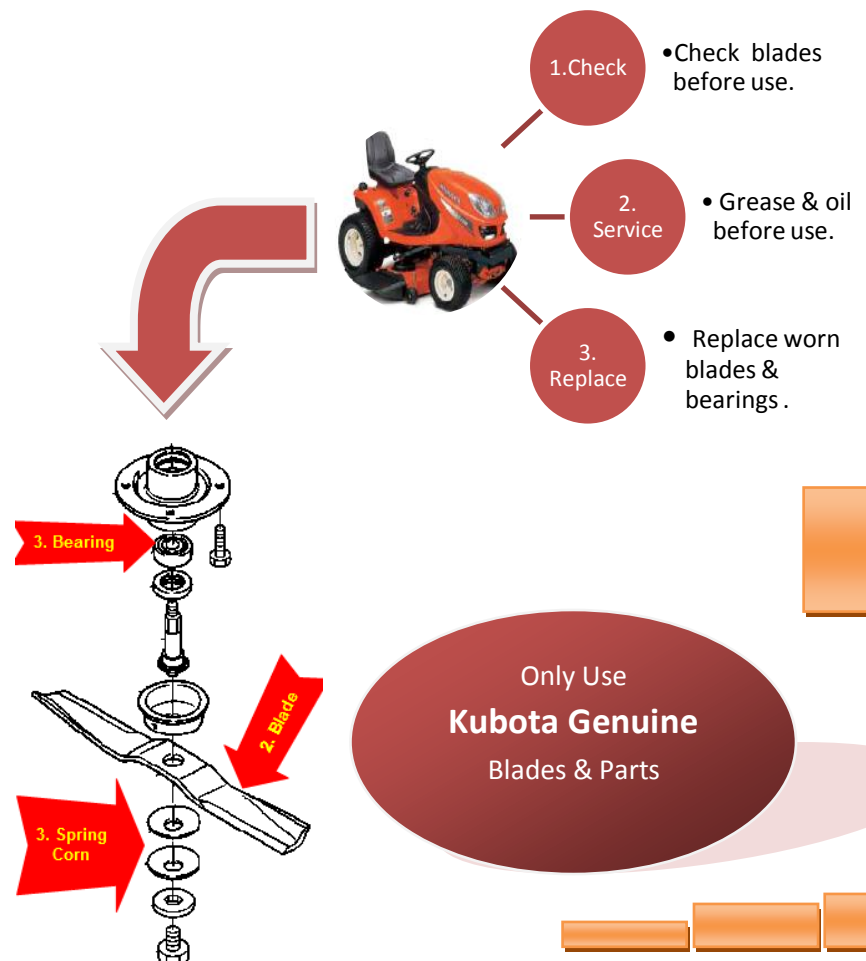 1.Check
•Check blades
before use.
2.
Service
• Grease & oil
before use.
3.
Replace
• Replace worn
blades &
bearings .
3. Bearing
2. Blade
3. Spring
Corn
Only Use
Kubota Genuine
Blades & Parts